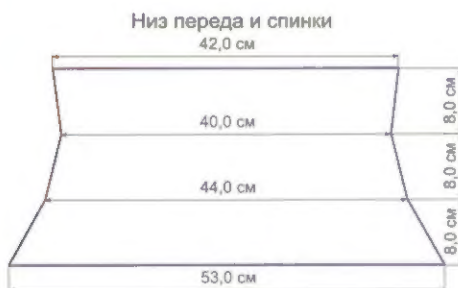 Низ переда и спинки
42,0 см
8,0 см
40,0 см
8,0 см
44,0 см
8,0 см
53,0 см